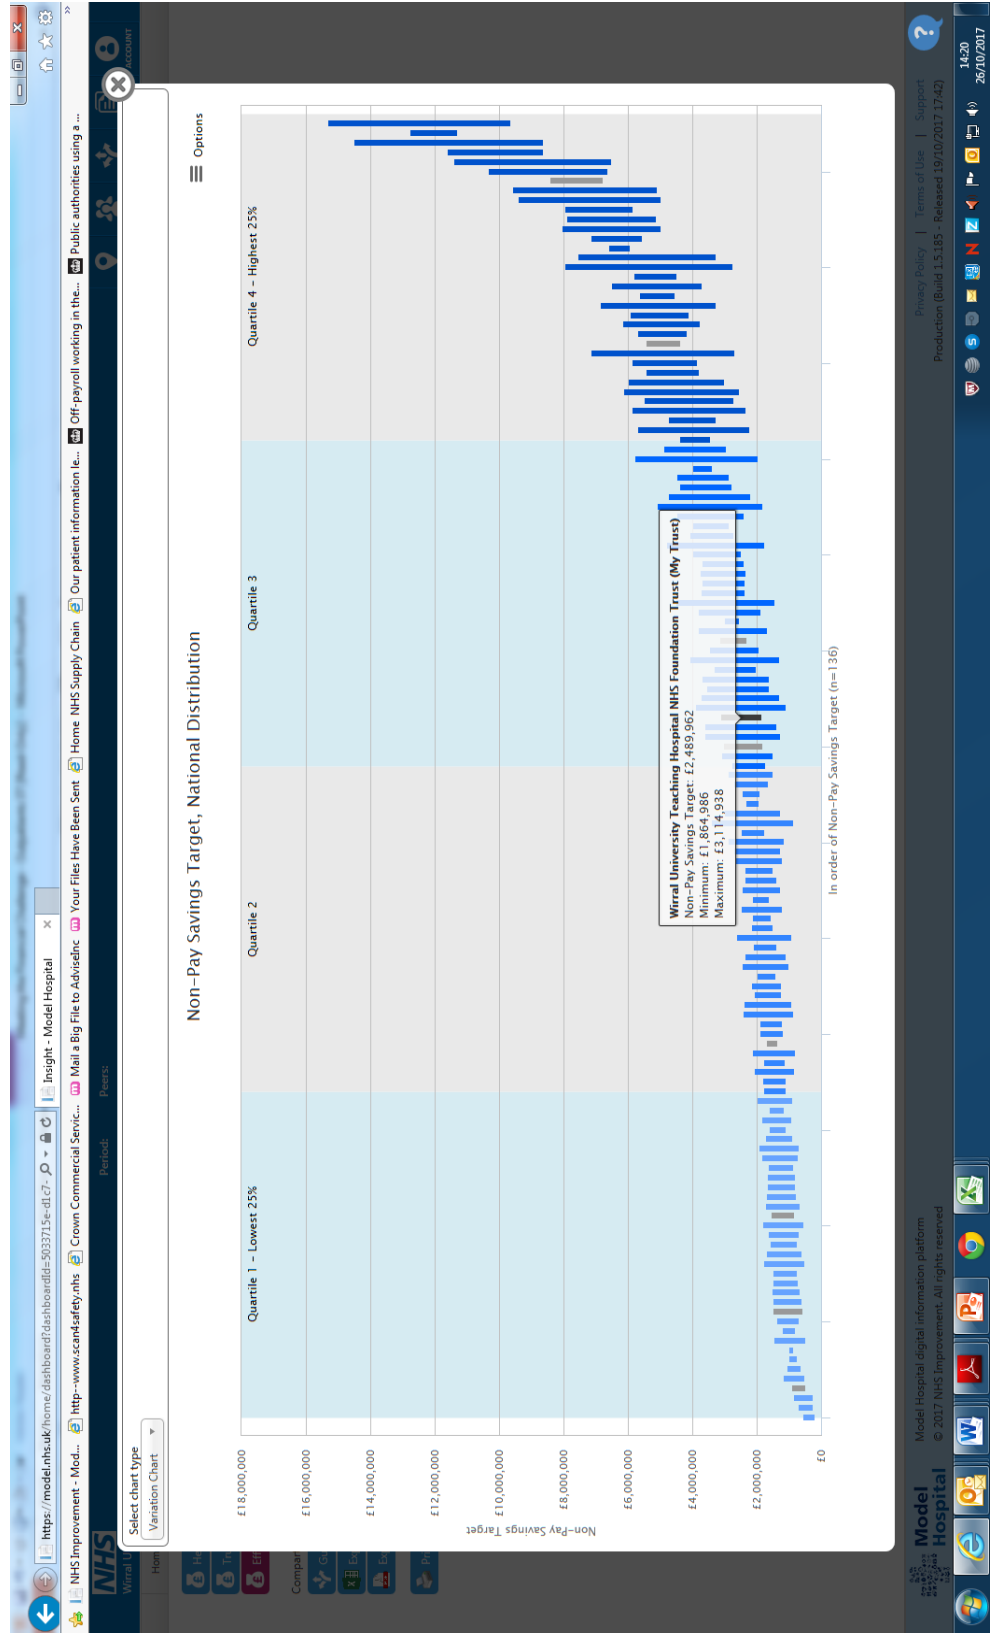 https://model.nhs.uk/home/dashboard?dashboardId=5033715e-d1c7-
Insight - Model Hospital
NHS Improvement - Mod...
http--www.scan4safety.nhs
Crown Commercial Servic...
Mail a Big File to AdviseInc
Your Files Have Been Sent
Home NHS Supply Chain
Our patient information le...
Off-payroll working in the...
Public authorities using a ...
NHS
Wirral U
Period:
Peers:
ACCOUNT
Hom
Select chart type
Variation Chart
Compar
Non-Pay Savings Target, National Distribution
Options
Quartile 1 - Lowest 25%
Quartile 2
Quartile 3
Quartile 4 - Highest 25%
Non-Pay Savings Target
£18,000,000
£16,000,000
£14,000,000
£12,000,000
£10,000,000
£8,000,000
£6,000,000
£4,000,000
£2,000,000
£0
Wirral University Teaching Hospital NHS Foundation Trust (My Trust)
Non-Pay Savings Target: £2,489,962
Minimum: £1,864,986
Maximum: £3,114,938
In order of Non-Pay Savings Target (n=136)
Model Hospital
Model Hospital digital information platform
© 2017 NHS Improvement. All rights reserved
Privacy Policy | Terms of Use | Support
Production (Build 1.5.185 - Released 19/10/2017 17:42)
14:20
26/10/2017